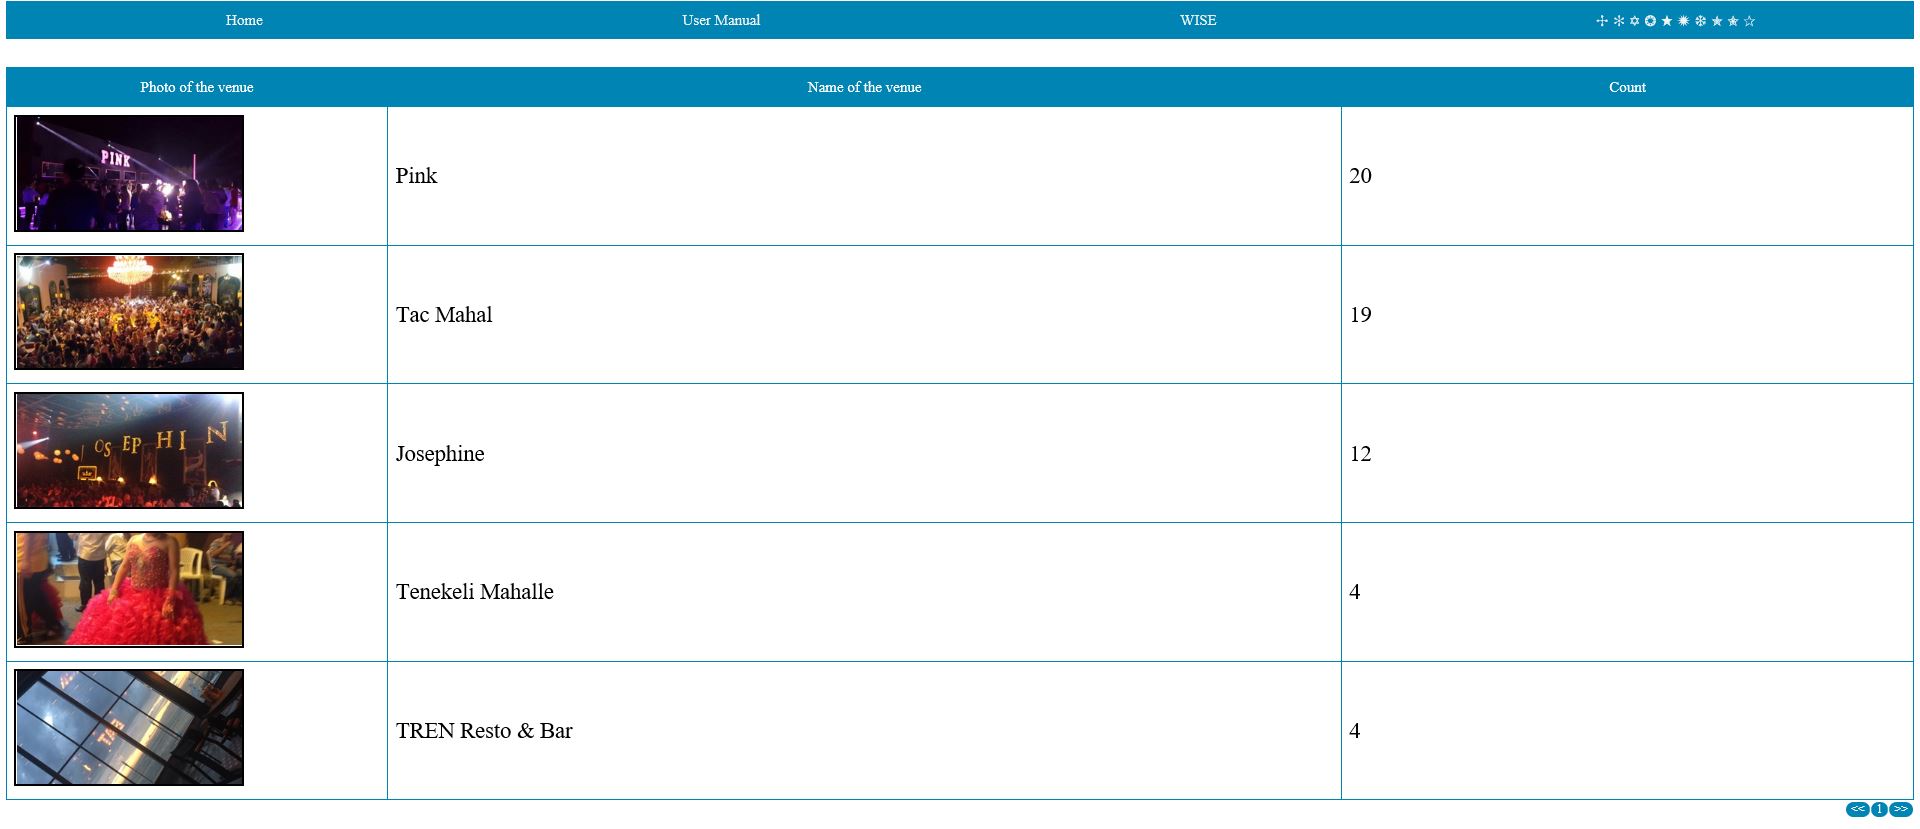 Home User Manual WISE ✢ ✻ ✡ ✪ ★ ✹ ❇ ✯ ✭ ☆
Photo of the venue Name of the venue Count
PINK
Pink 20
Tac Mahal 19
OSEPHIN
Josephine 12
Tenekeli Mahalle 4
TREN Resto & Bar 4
<< 1 >>